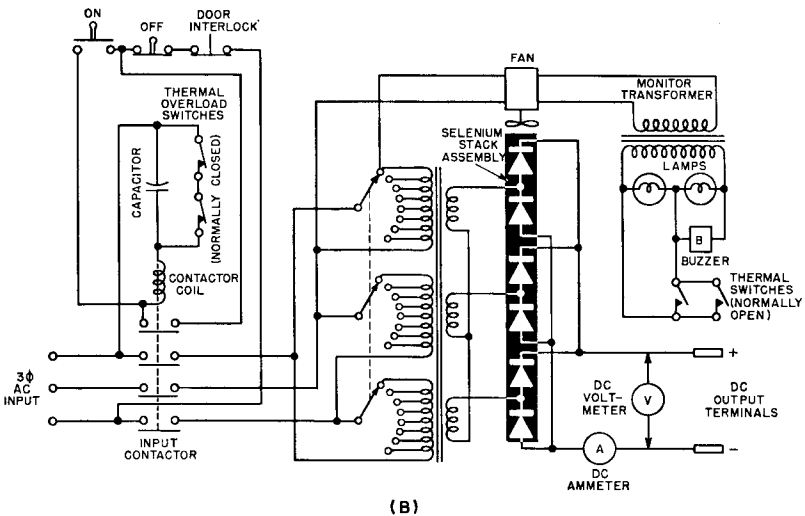 ON
OFF
DOOR
INTERLOCK
THERMAL
OVERLOAD
SWITCHES
CAPACITOR
(NORMALLY CLOSED)
CONTACTOR
COIL
3ϕ
AC
INPUT
INPUT
CONTACTOR
FAN
SELENIUM
STACK
ASSEMBLY
MONITOR
TRANSFORMER
LAMPS
B
BUZZER
THERMAL
SWITCHES
(NORMALLY
OPEN)
+
DC
VOLT-
METER
V
DC
OUTPUT
TERMINALS
A
–
DC
AMMETER
(B)